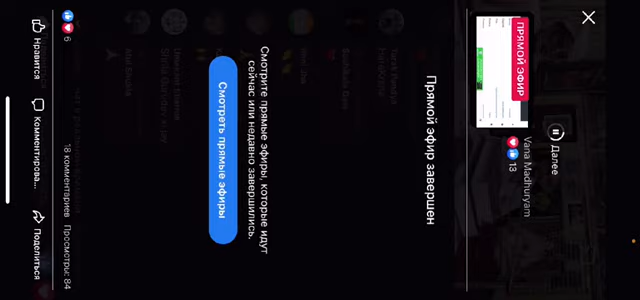 ПРЯМОЙ ЭФИР
Далее
Vana Madhuryam
13
Прямой эфир завершен
Смотрите прямые эфиры, которые идут
сейчас или недавно завершились.
Смотреть прямые эфиры
6
18 комментариев
Просмотры: 84
Нравится
Комментирова...
Поделиться